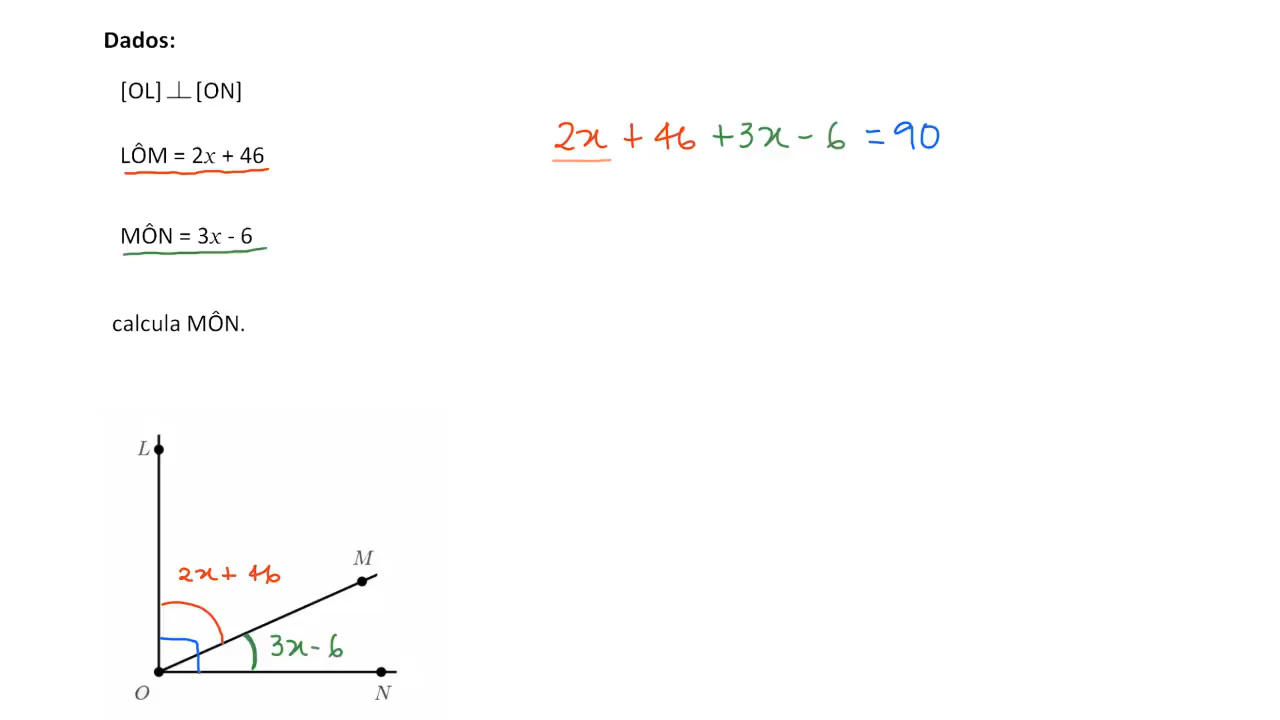 Dados:
[OL] ⊥ [ON]
2x + 46 + 3x - 6 = 90
LÔM = 2x + 46
MÔN = 3x - 6
calcula MÔN.
L
M
2x + 46
3x - 6
O
N